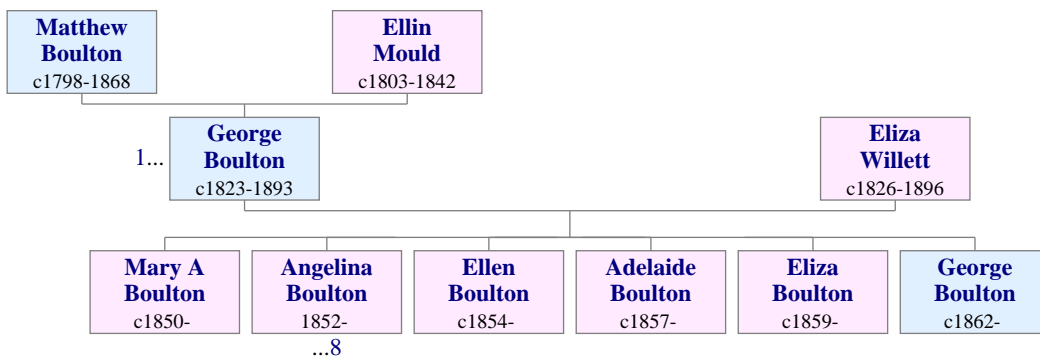 Matthew
Boulton
c1798-1868
Ellin
Mould
c1803-1842
1...
George
Boulton
c1823-1893
Eliza
Willett
c1826-1896
Mary A
Boulton
c1850-
Angelina
Boulton
1852-
...8
Ellen
Boulton
c1854-
Adelaide
Boulton
c1857-
Eliza
Boulton
c1859-
George
Boulton
c1862-